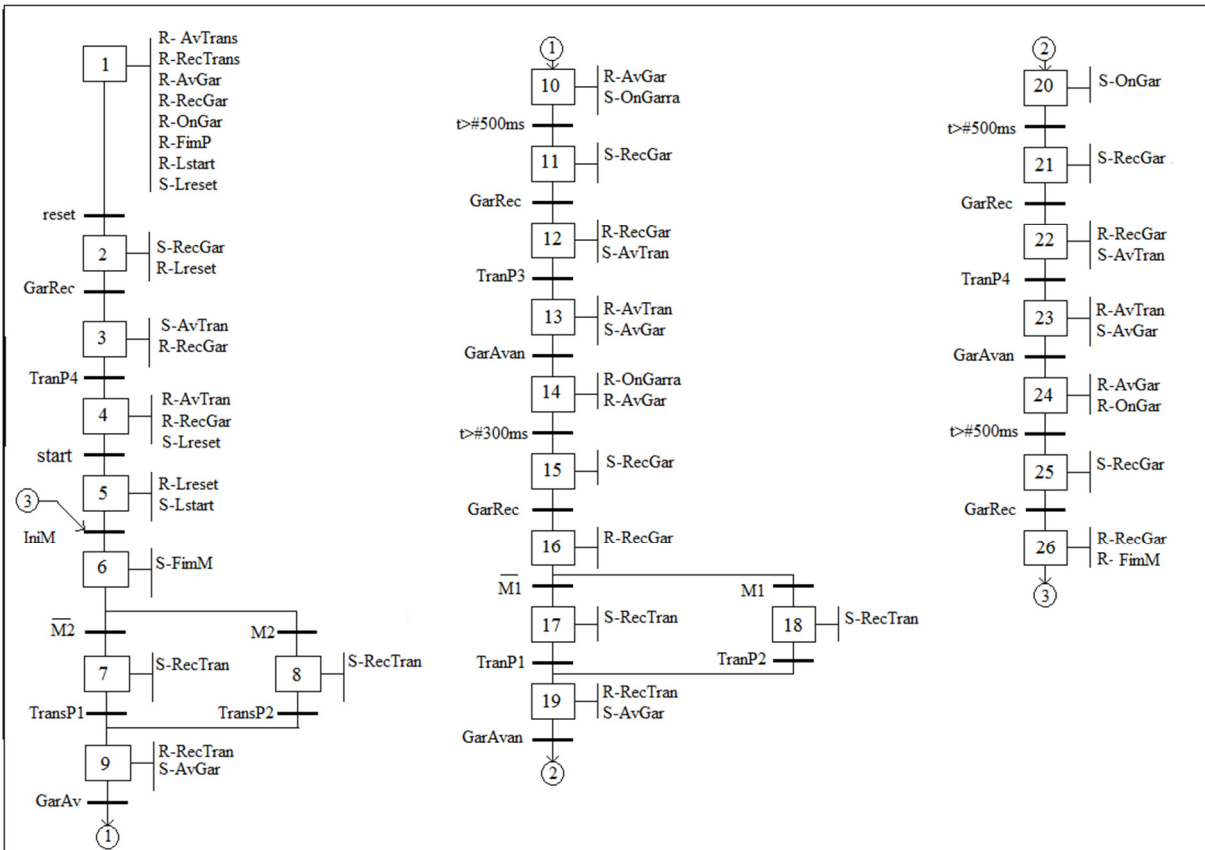 1
R- AvTrans
R-RecTrans
R-AvGar
R-RecGar
R-OnGar
R-FimP
R-Lstart
S-Lreset
reset
2
S-RecGar
R-Lreset
GarRec
3
S-AvTran
R-RecGar
TranP4
4
R-AvTran
R-RecGar
S-Lreset
start
5
R-Lreset
S-Lstart
3
IniM
6
S-FimM
M2
M2
7
S-RecTran
8
S-RecTran
TransP1
TransP2
9
R-RecTran
S-AvGar
GarAv
1
1
10
R-AvGar
S-OnGarra
t>#500ms
11
S-RecGar
GarRec
12
R-RecGar
S-AvTran
TranP3
13
R-AvTran
S-AvGar
GarAvan
14
R-OnGarra
R-AvGar
t>#300ms
15
S-RecGar
GarRec
16
R-RecGar
M1
M1
17
S-RecTran
18
S-RecTran
TranP1
TranP2
19
R-RecTran
S-AvGar
GarAvan
2
2
20
S-OnGar
t>#500ms
21
S-RecGar
GarRec
22
R-RecGar
S-AvTran
TranP4
23
R-AvTran
S-AvGar
GarAvan
24
R-AvGar
R-OnGar
t>#500ms
25
S-RecGar
GarRec
26
R-RecGar
R- FimM
3